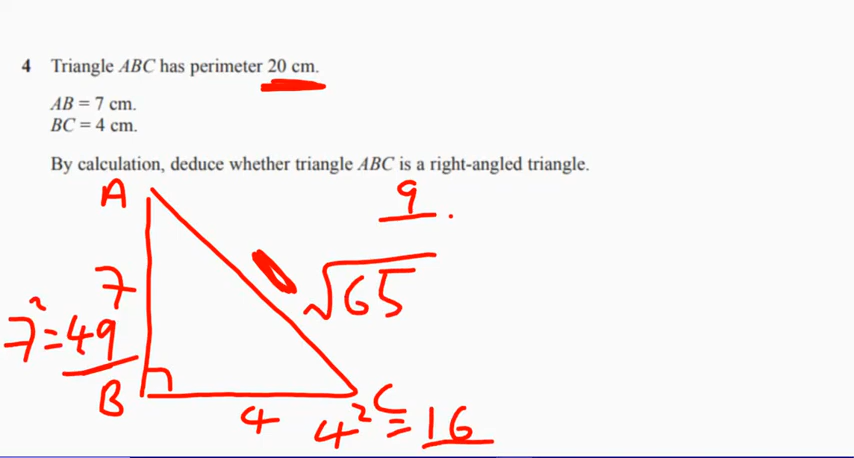 4 Triangle ABC has perimeter 20 cm.
AB = 7 cm.
BC = 4 cm.
By calculation, deduce whether triangle ABC is a right-angled triangle.
A
9
7
√65
7² = 49
B
4
C
4² = 16